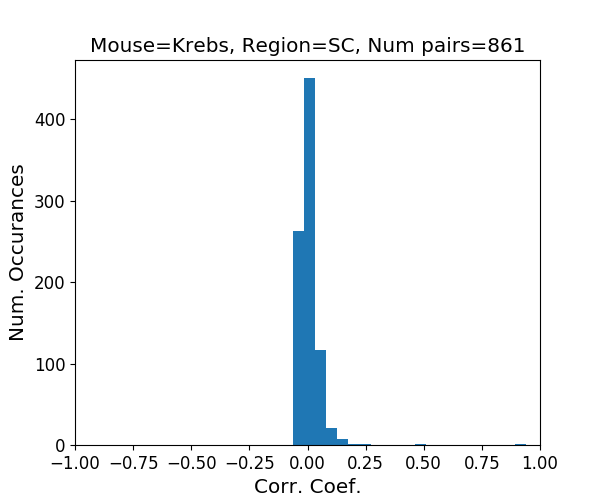 Mouse=Krebs, Region=SC, Num pairs=861
Num. Occurances
400
300
200
100
0
−1.00 −0.75 −0.50 −0.25 0.00 0.25 0.50 0.75 1.00
Corr. Coef.